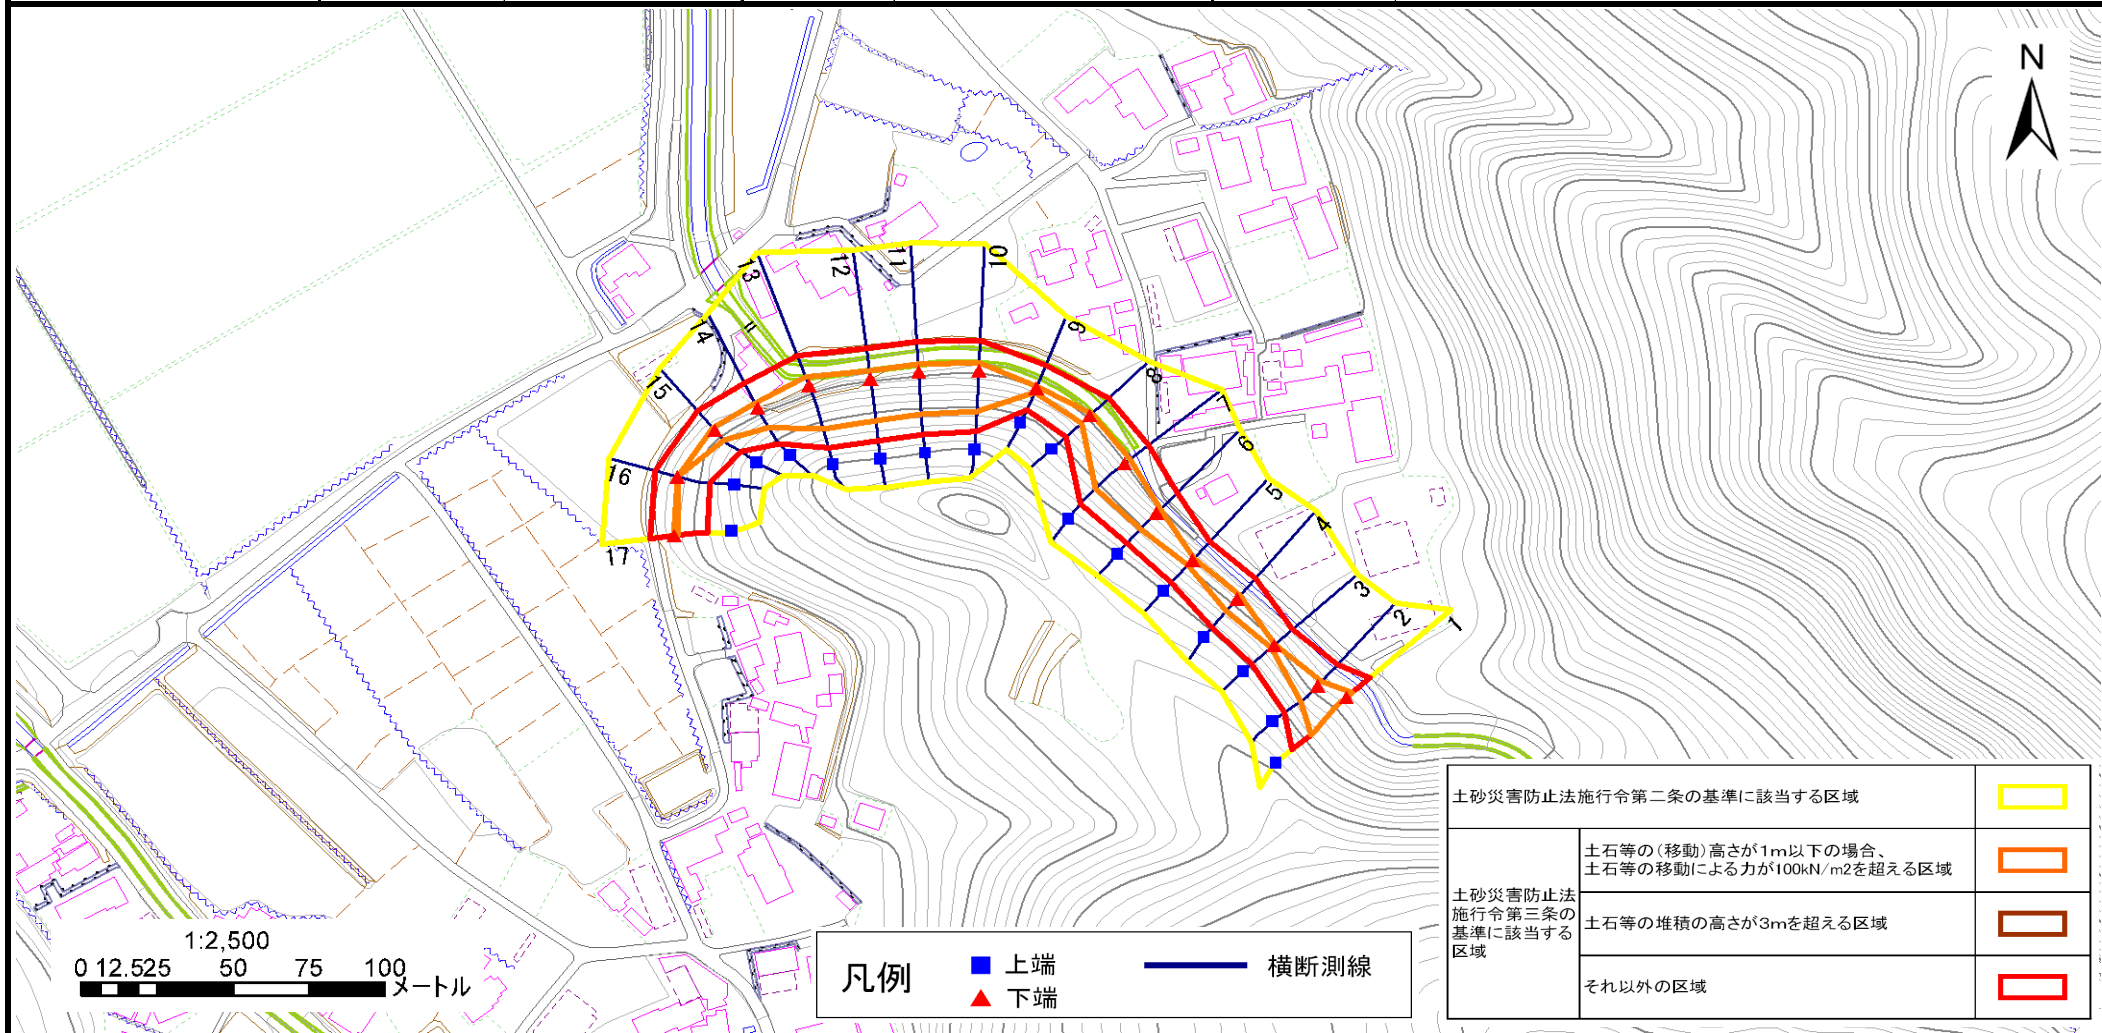 N
10
11
12
13
9
14
8
15
7
6
16
5
4
17
3
2
1
土砂災害防止法施行令第二条の基準に該当する区域
土石等の(移動)高さが1m以下の場合、
土石等の移動による力が100kN/m2を超える区域
土砂災害防止法
施行令第三条の
基準に該当する
区域
土石等の堆積の高さが3mを超える区域
それ以外の区域
1:2,500
0 12.525 50 75 100
メートル
凡例
上端
下端
横断測線